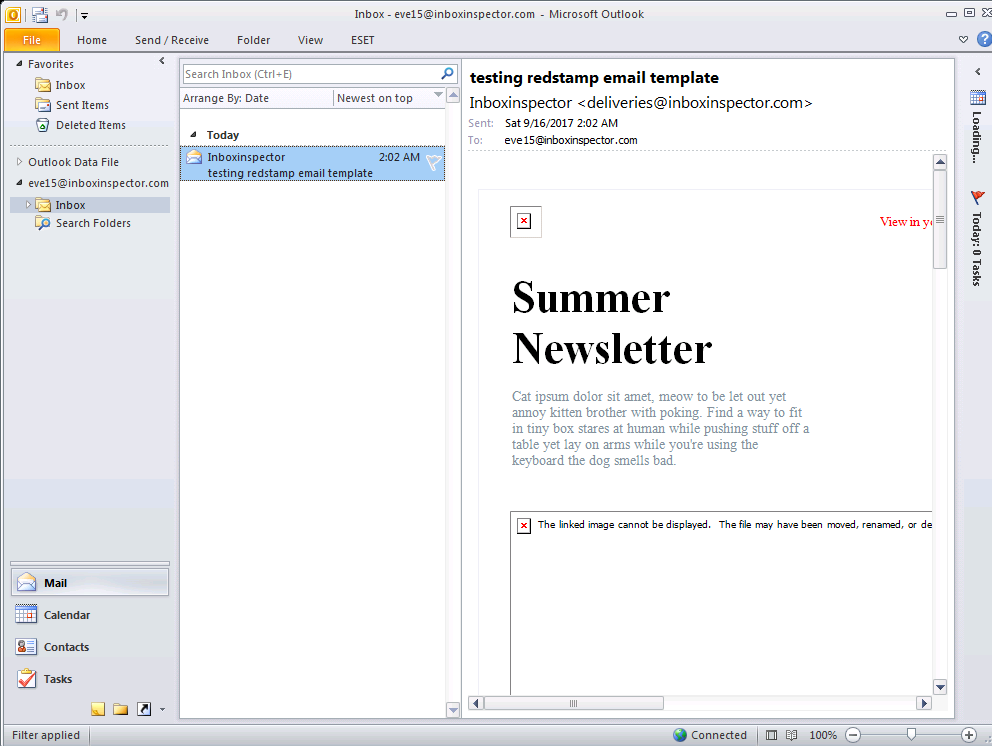 Inbox - eve15@inboxinspector.com - Microsoft Outlook
File Home Send / Receive Folder View ESET
Favorites
Inbox
Sent Items
Deleted Items
Outlook Data File
eve15@inboxinspector.com
Inbox
Search Folders
Mail
Calendar
Contacts
Tasks
Search Inbox (Ctrl+E)
Arrange By: Date Newest on top
Today
Inboxinspector 2:02 AM
testing redstamp email template
testing redstamp email template
Inboxinspector <deliveries@inboxinspector.com>
Sent: Sat 9/16/2017 2:02 AM
To: eve15@inboxinspector.com
View in yo
Summer
Newsletter
Cat ipsum dolor sit amet, meow to be let out yet
annoy kitten brother with poking. Find a way to fit
in tiny box stares at human while pushing stuff off a
table yet lay on arms while you're using the
keyboard the dog smells bad.
The linked image cannot be displayed. The file may have been moved, renamed, or de
Loading...
Today: 0 Tasks
Filter applied
Connected
100%